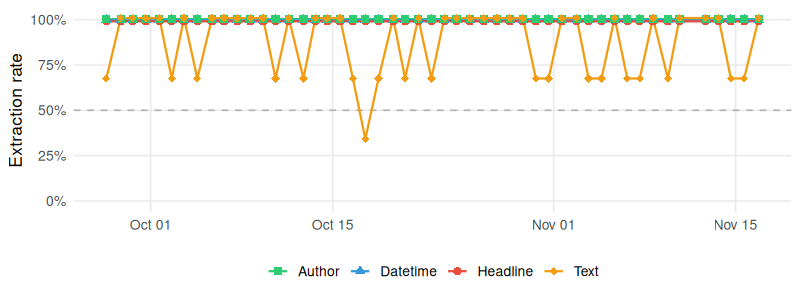 100%
75%
50%
25%
0%
Extraction rate
Oct 01 Oct 15 Nov 01 Nov 15
Author Datetime Headline Text